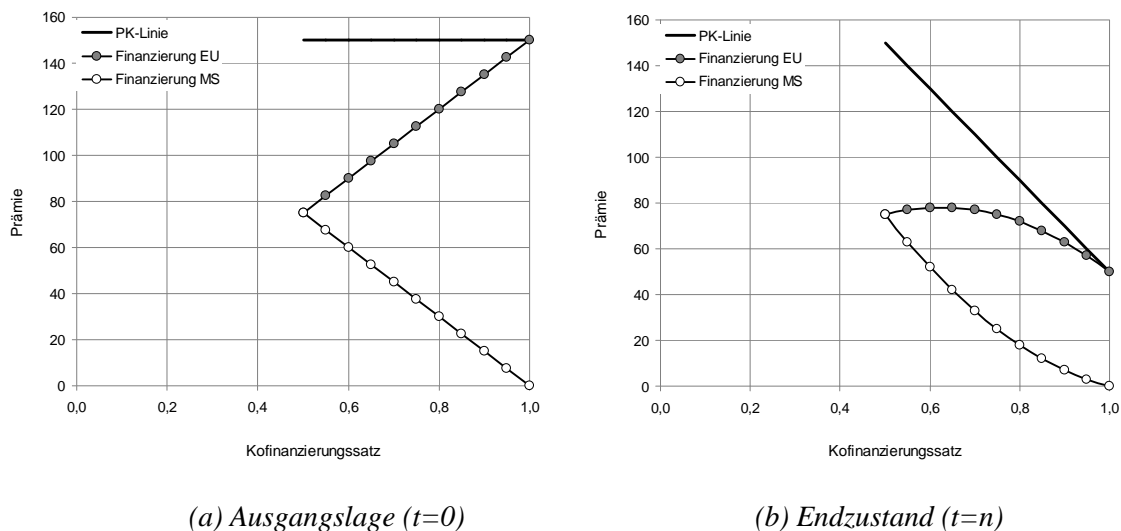 160
140
120
100
80
60
40
20
0
Prämie
PK-Linie
Finanzierung EU
Finanzierung MS
0,0 0,2 0,4 0,6 0,8 1,0
Kofinanzierungssatz
(a) Ausgangslage (t=0)
160
140
120
100
80
60
40
20
0
Prämie
PK-Linie
Finanzierung EU
Finanzierung MS
0,0 0,2 0,4 0,6 0,8 1,0
Kofinanzierungssatz
(b) Endzustand (t=n)